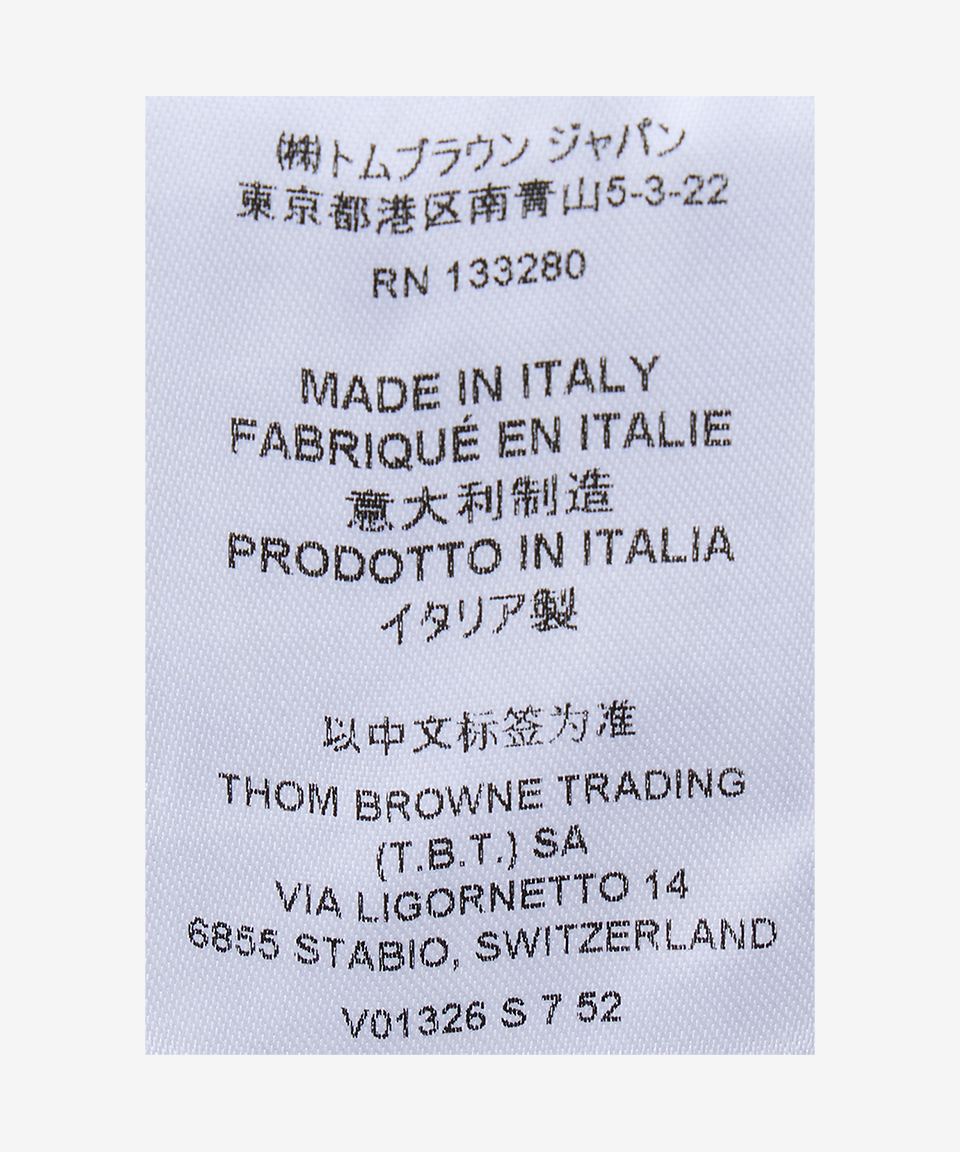 ㈱トムブラウン ジャパン
東京都港区南青山5-3-22
RN 133280
MADE IN ITALY
FABRIQUÉ EN ITALIE
意大利制造
PRODOTTO IN ITALIA
イタリア製
以中文标签为准
THOM BROWNE TRADING
(T.B.T.) SA
VIA LIGORNETTO 14
6855 STABIO, SWITZERLAND
V01326 S 7 52